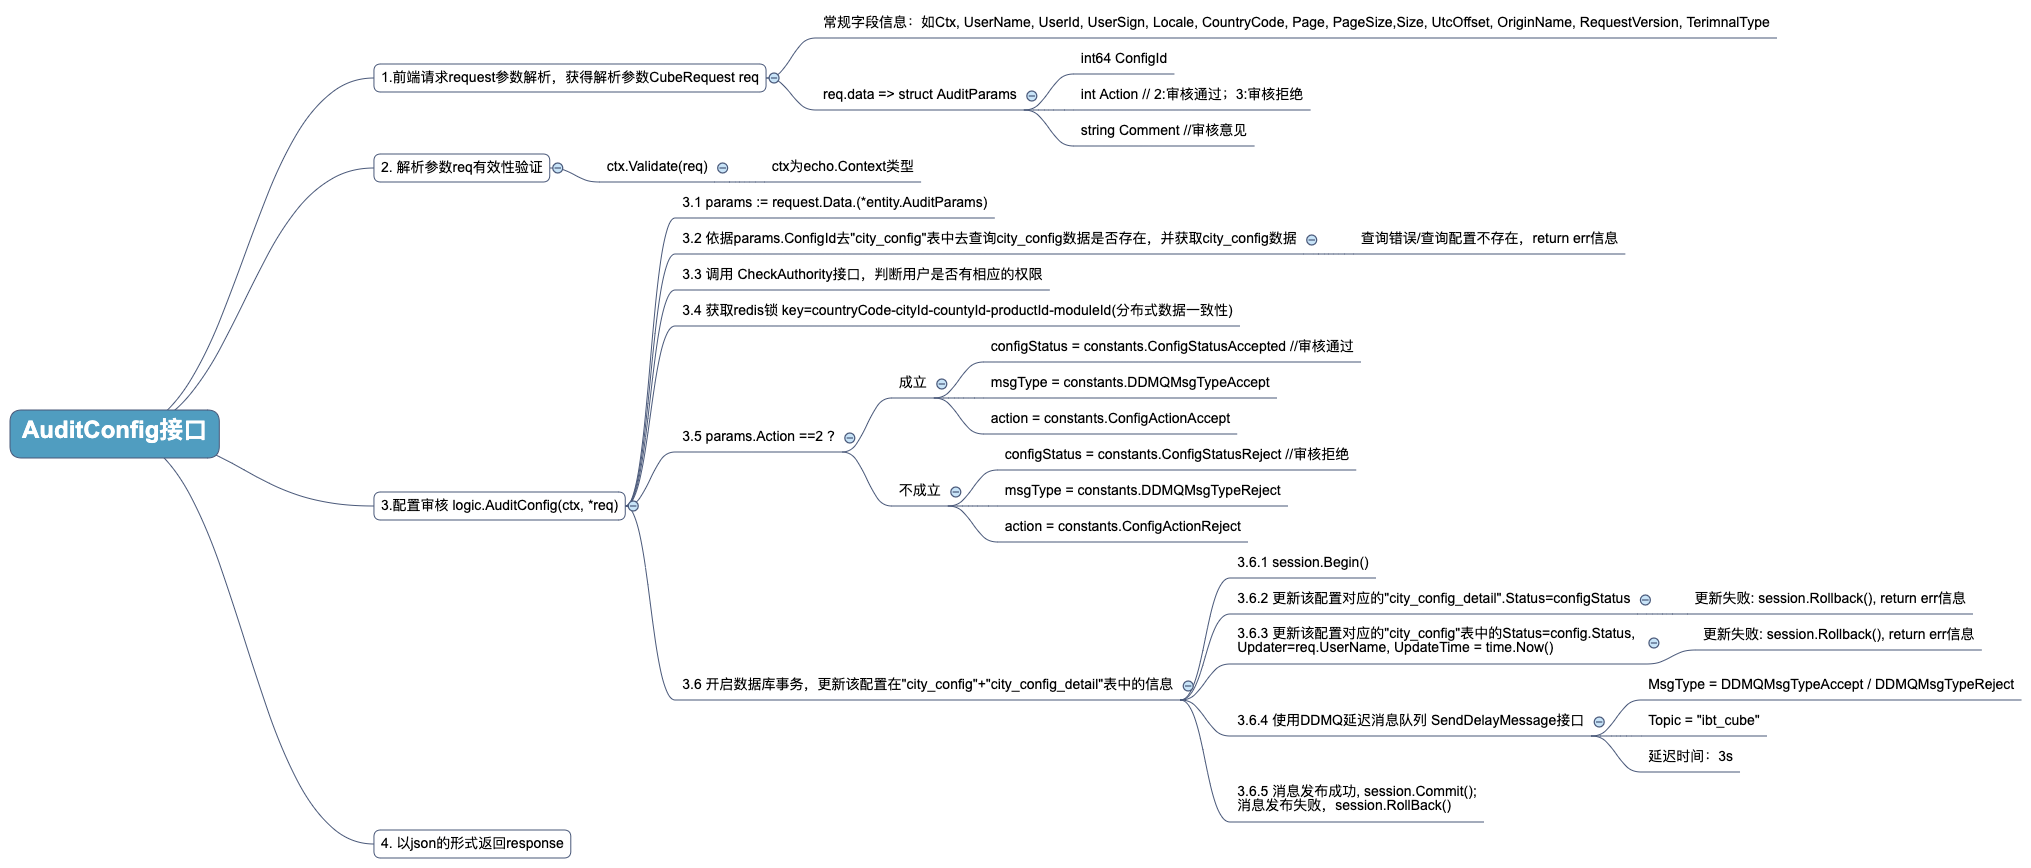 AuditConfig接口
1.前端请求request参数解析，获得解析参数CubeRequest req
常规字段信息：如Ctx, UserName, UserId, UserSign, Locale, CountryCode, Page, PageSize,Size, UtcOffset, OriginName, RequestVersion, TerimnalType
req.data => struct AuditParams
int64 ConfigId
int Action // 2:审核通过；3:审核拒绝
string Comment //审核意见
2. 解析参数req有效性验证
ctx.Validate(req)
ctx为echo.Context类型
3.配置审核 logic.AuditConfig(ctx, *req)
3.1 params := request.Data.(*entity.AuditParams)
3.2 依据params.ConfigId去"city_config"表中去查询city_config数据是否存在，并获取city_config数据
查询错误/查询配置不存在，return err信息
3.3 调用 CheckAuthority接口，判断用户是否有相应的权限
3.4 获取redis锁 key=countryCode-cityId-countyId-productId-moduleId(分布式数据一致性)
3.5 params.Action ==2 ?
成立
configStatus = constants.ConfigStatusAccepted //审核通过
msgType = constants.DDMQMsgTypeAccept
action = constants.ConfigActionAccept
不成立
configStatus = constants.ConfigStatusReject //审核拒绝
msgType = constants.DDMQMsgTypeReject
action = constants.ConfigActionReject
3.6 开启数据库事务，更新该配置在"city_config"+"city_config_detail"表中的信息
3.6.1 session.Begin()
3.6.2 更新该配置对应的"city_config_detail".Status=configStatus
更新失败: session.Rollback(), return err信息
3.6.3 更新该配置对应的"city_config"表中的Status=config.Status,
Updater=req.UserName, UpdateTime = time.Now()
更新失败: session.Rollback(), return err信息
3.6.4 使用DDMQ延迟消息队列 SendDelayMessage接口
MsgType = DDMQMsgTypeAccept / DDMQMsgTypeReject
Topic = "ibt_cube"
延迟时间：3s
3.6.5 消息发布成功, session.Commit();
消息发布失败，session.RollBack()
4. 以json的形式返回response